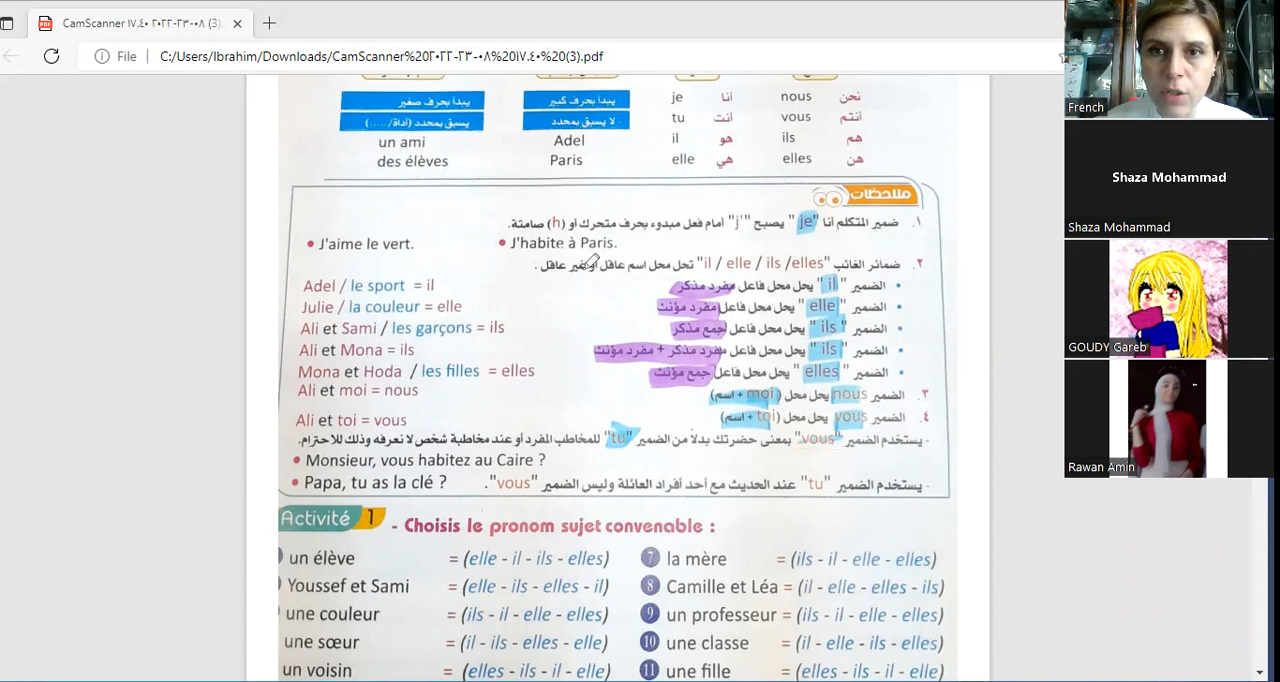 CamScanner ٠٨-٢٣-٢٠٢٢ ١٧.٤٠ (3)
File
C:/Users/Ibrahim/Downloads/CamScanner%20٠٨-٢٣-٢٠٢٢%20١٧.٤٠%20(3).pdf
يبدأ بحرف صغير
يبدأ بحرف كبير
je أنا nous نحن
يسبق بمحدد (أداة/.....)
لا يسبق بمحدد
tu أنت vous أنتم
un ami Adel il هو ils هم
des élèves Paris elle هي elles هن
ملاحظات
١. ضمير المتكلم أنا "je" يصبح "j'" أمام فعل مبدوء بحرف متحرك أو (h) صامتة.
• J'aime le vert. • J'habite à Paris.
٢. ضمائر الغائب "il / elle / ils /elles" تحل محل اسم عاقل أو غير عاقل .
Adel / le sport = il
• الضمير "il" يحل محل فاعل مفرد مذكر
Julie / la couleur = elle
• الضمير "elle" يحل محل فاعل مفرد مؤنث
Ali et Sami / les garçons = ils
• الضمير "ils" يحل محل فاعل جمع مذكر
Ali et Mona = ils
• الضمير "ils" يحل محل فاعل مفرد مذكر + مفرد مؤنث
Mona et Hoda / les filles = elles
• الضمير "elles" يحل محل فاعل جمع مؤنث
Ali et moi = nous
٣. الضمير nous يحل محل (moi + اسم)
Ali et toi = vous
٤. الضمير vous يحل محل (toi + اسم)
- يستخدم الضمير "vous" بمعنى حضرتك بدلاً من الضمير "tu" للمخاطب المفرد أو عند مخاطبة شخص لا نعرفه وذلك للاحترام.
• Monsieur, vous habitez au Caire ?
• Papa, tu as la clé ?
- يستخدم الضمير "tu" عند الحديث مع أحد أفراد العائلة وليس الضمير "vous".
Activité 1 - Choisis le pronom sujet convenable :
un élève = (elle - il - ils - elles)
7 la mère = (ils - il - elle - elles)
Youssef et Sami = (elle - ils - elles - il)
8 Camille et Léa = (il - elle - elles - ils)
une couleur = (ils - il - elle - elles)
9 un professeur = (ils - il - elle - elles)
une sœur = (il - ils - elles - elle)
10 une classe = (il - elle - ils - elles)
un voisin = (elles - ils - il - elle)
11 une fille = (elles - ils - il - elle)
French
Shaza Mohammad
Shaza Mohammad
GOUDY Gareb
Rawan Amin